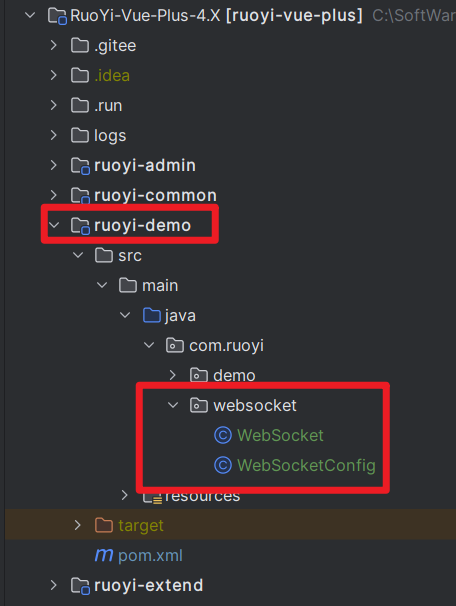 RuoYi-Vue-Plus-4.X [ruoyi-vue-plus] C:\SoftWar
.gitee
.idea
.run
logs
ruoyi-admin
ruoyi-common
ruoyi-demo
src
main
java
com.ruoyi
demo
websocket
WebSocket
WebSocketConfig
resources
target
pom.xml
ruoyi-extend